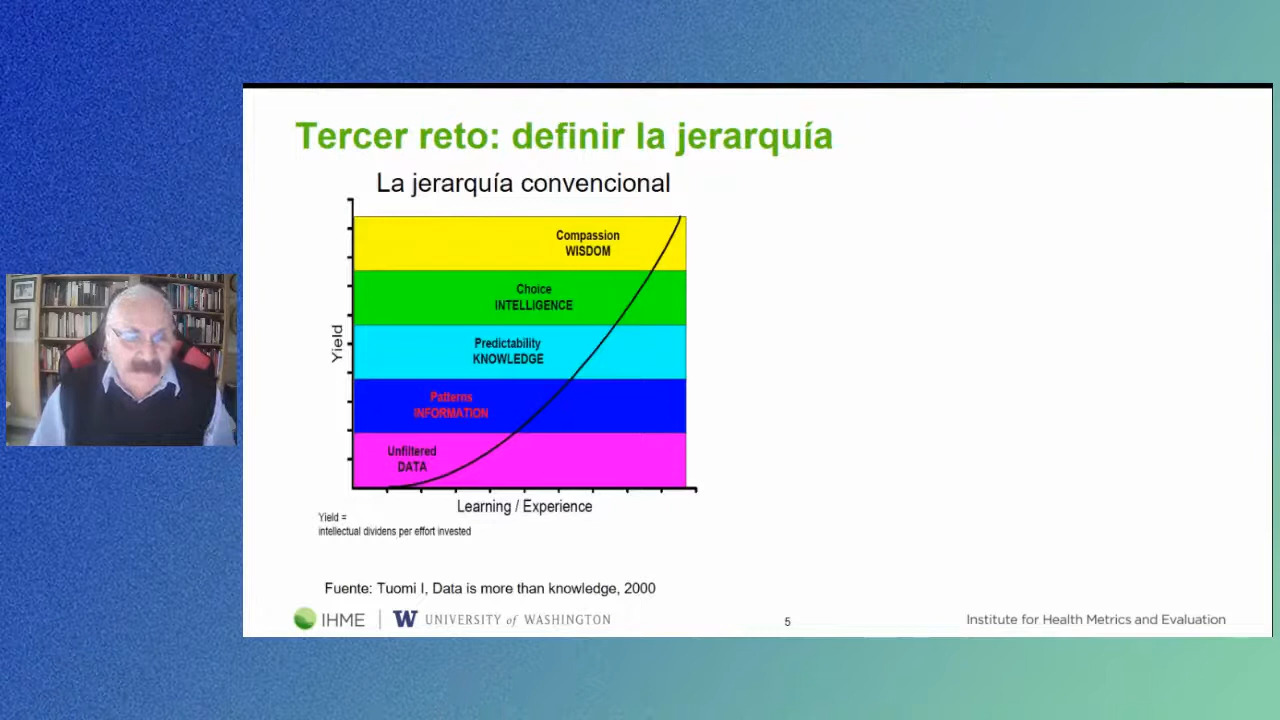 Tercer reto: definir la jerarquía
La jerarquía convencional
Compassion
WISDOM
Choice
INTELLIGENCE
Predictability
KNOWLEDGE
Patterns
INFORMATION
Unfiltered
DATA
Yield
Learning / Experience
Yield =
intellectual dividens per effort invested
Fuente: Tuomi I, Data is more than knowledge, 2000
IHME | W UNIVERSITY of WASHINGTON
5
Institute for Health Metrics and Evaluation